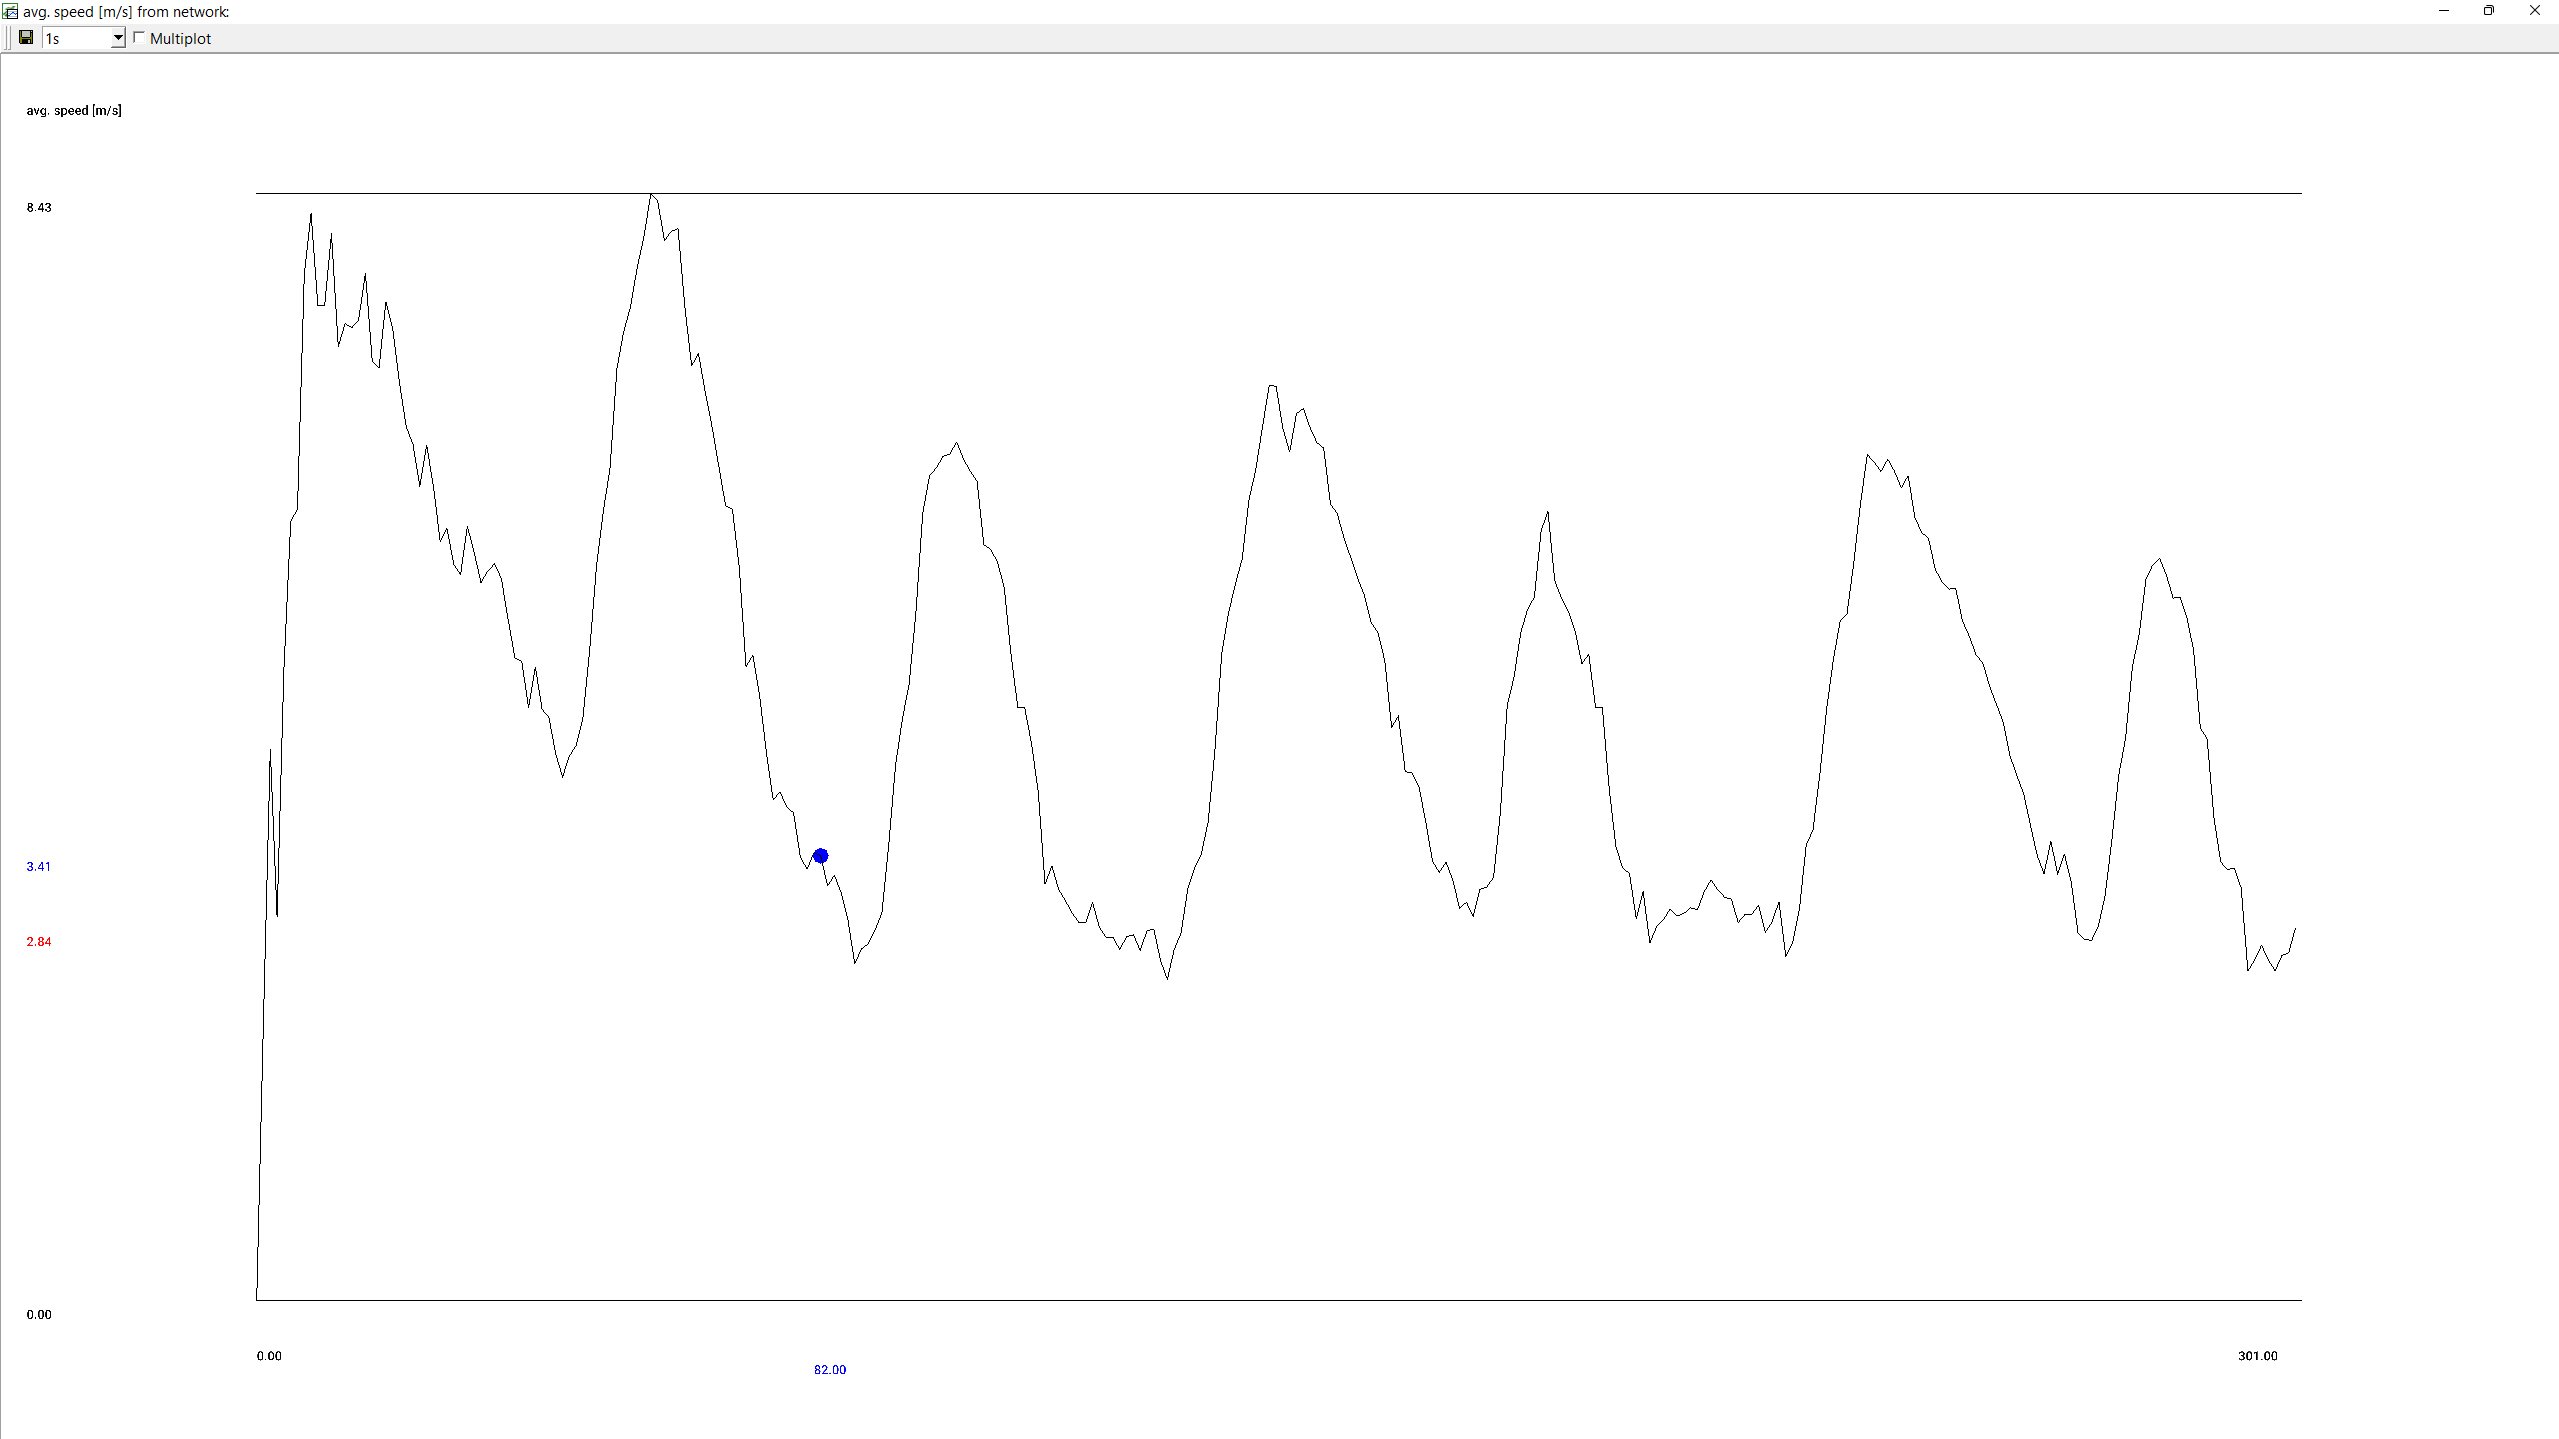 avg. speed [m/s] from network:
1s Multiplot
avg. speed [m/s]
8.43
3.41
2.84
0.00
0.00 301.00
82.00